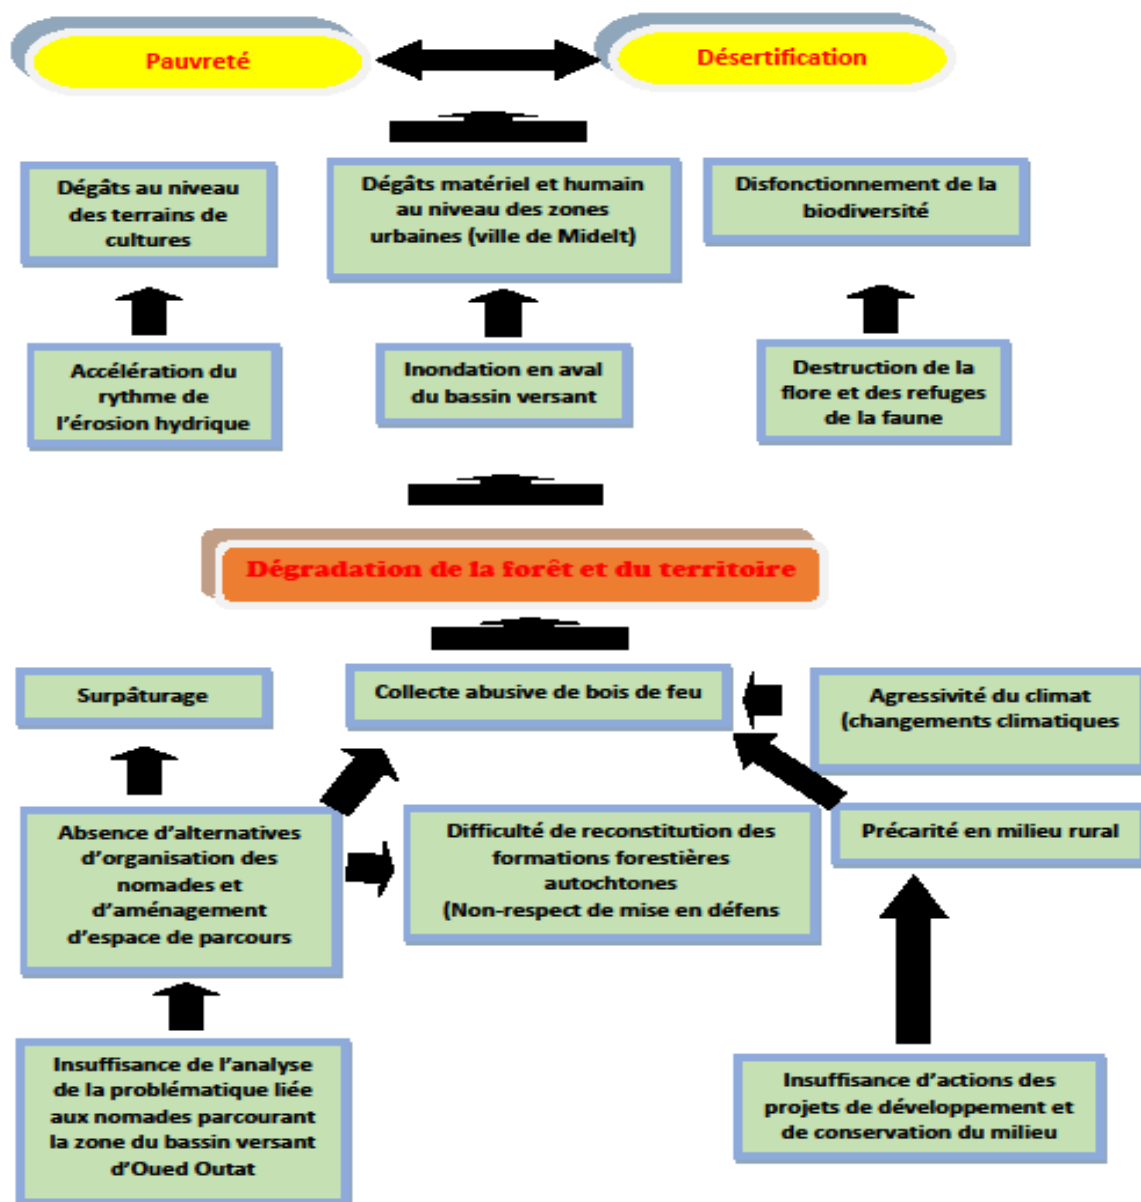 Pauvreté
Désertification
Dégâts au niveau
des terrains de
cultures
Dégâts matériel et humain
au niveau des zones
urbaines (ville de Midelt)
Disfonctionnement de la
biodiversité
Accélération du
rythme de
l'érosion hydrique
Inondation en aval
du bassin versant
Destruction de la
flore et des refuges
de la faune
Dégradation de la forêt et du territoire
Surpâturage
Collecte abusive de bois de feu
Agressivité du climat
(changements climatiques
Absence d'alternatives
d'organisation des
nomades et
d'aménagement
d'espace de parcours
Difficulté de reconstitution des
formations forestières
autochtones
(Non-respect de mise en défens
Précarité en milieu rural
Insuffisance de l'analyse
de la problématique liée
aux nomades parcourant
la zone du bassin versant
d'Oued Outat
Insuffisance d'actions des
projets de développement et
de conservation du milieu